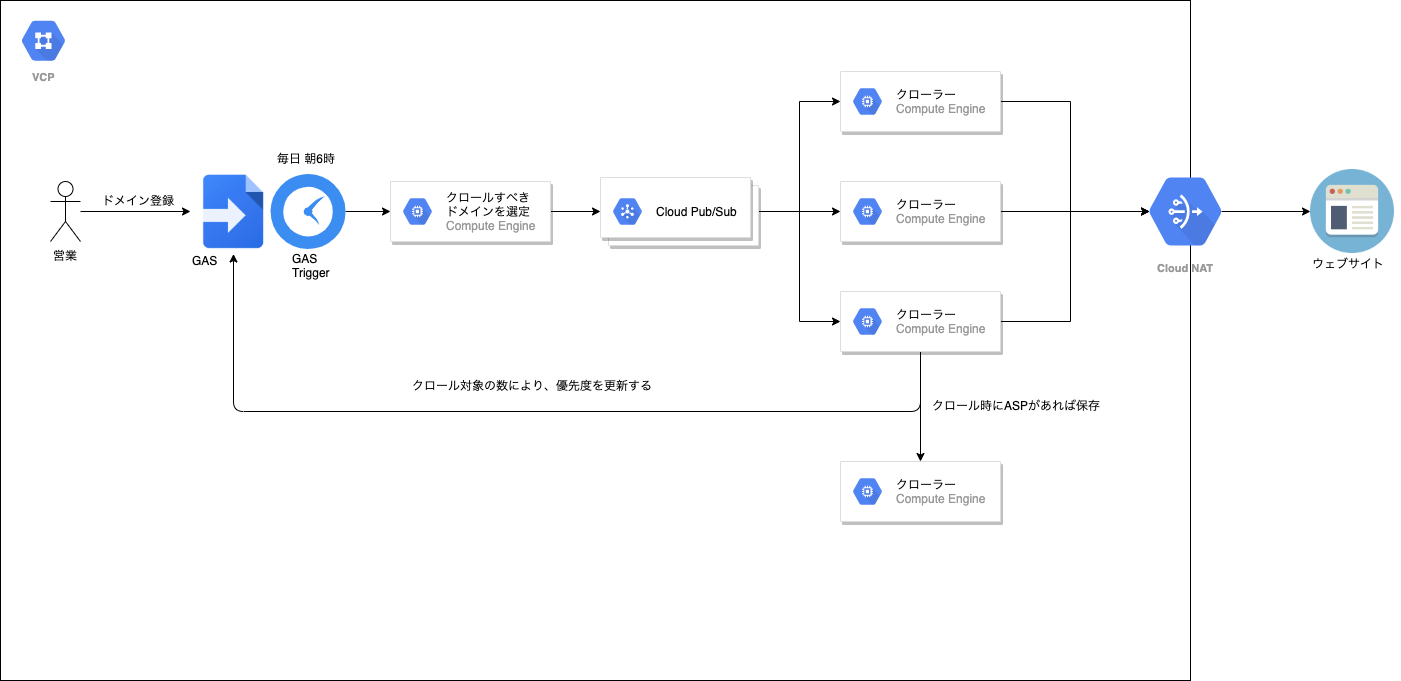 VCP
毎日 朝6時
ドメイン登録
営業
GAS
GAS
Trigger
クロールすべき
ドメインを選定
Compute Engine
Cloud Pub/Sub
クローラー
Compute Engine
クローラー
Compute Engine
クローラー
Compute Engine
Cloud NAT
ウェブサイト
クロール対象の数により、優先度を更新する
クロール時にASPがあれば保存
クローラー
Compute Engine